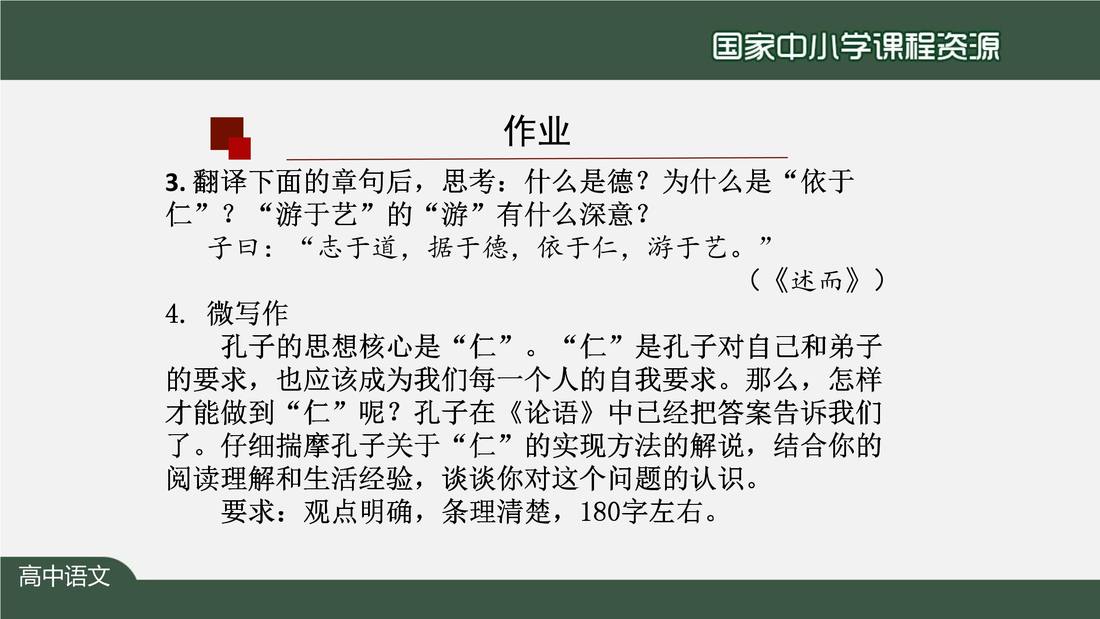 国家中小学课程资源
作业
3. 翻译下面的章句后，思考：什么是德？为什么是“依于
仁”？“游于艺”的“游”有什么深意？
子曰：“志于道，据于德，依于仁，游于艺。”
（《述而》）
4. 微写作
孔子的思想核心是“仁”。“仁”是孔子对自己和弟子
的要求，也应该成为我们每一个人的自我要求。那么，怎样
才能做到“仁”呢？孔子在《论语》中已经把答案告诉我们
了。仔细揣摩孔子关于“仁”的实现方法的解说，结合你的
阅读理解和生活经验，谈谈你对这个问题的认识。
要求：观点明确，条理清楚，180字左右。
高中语文